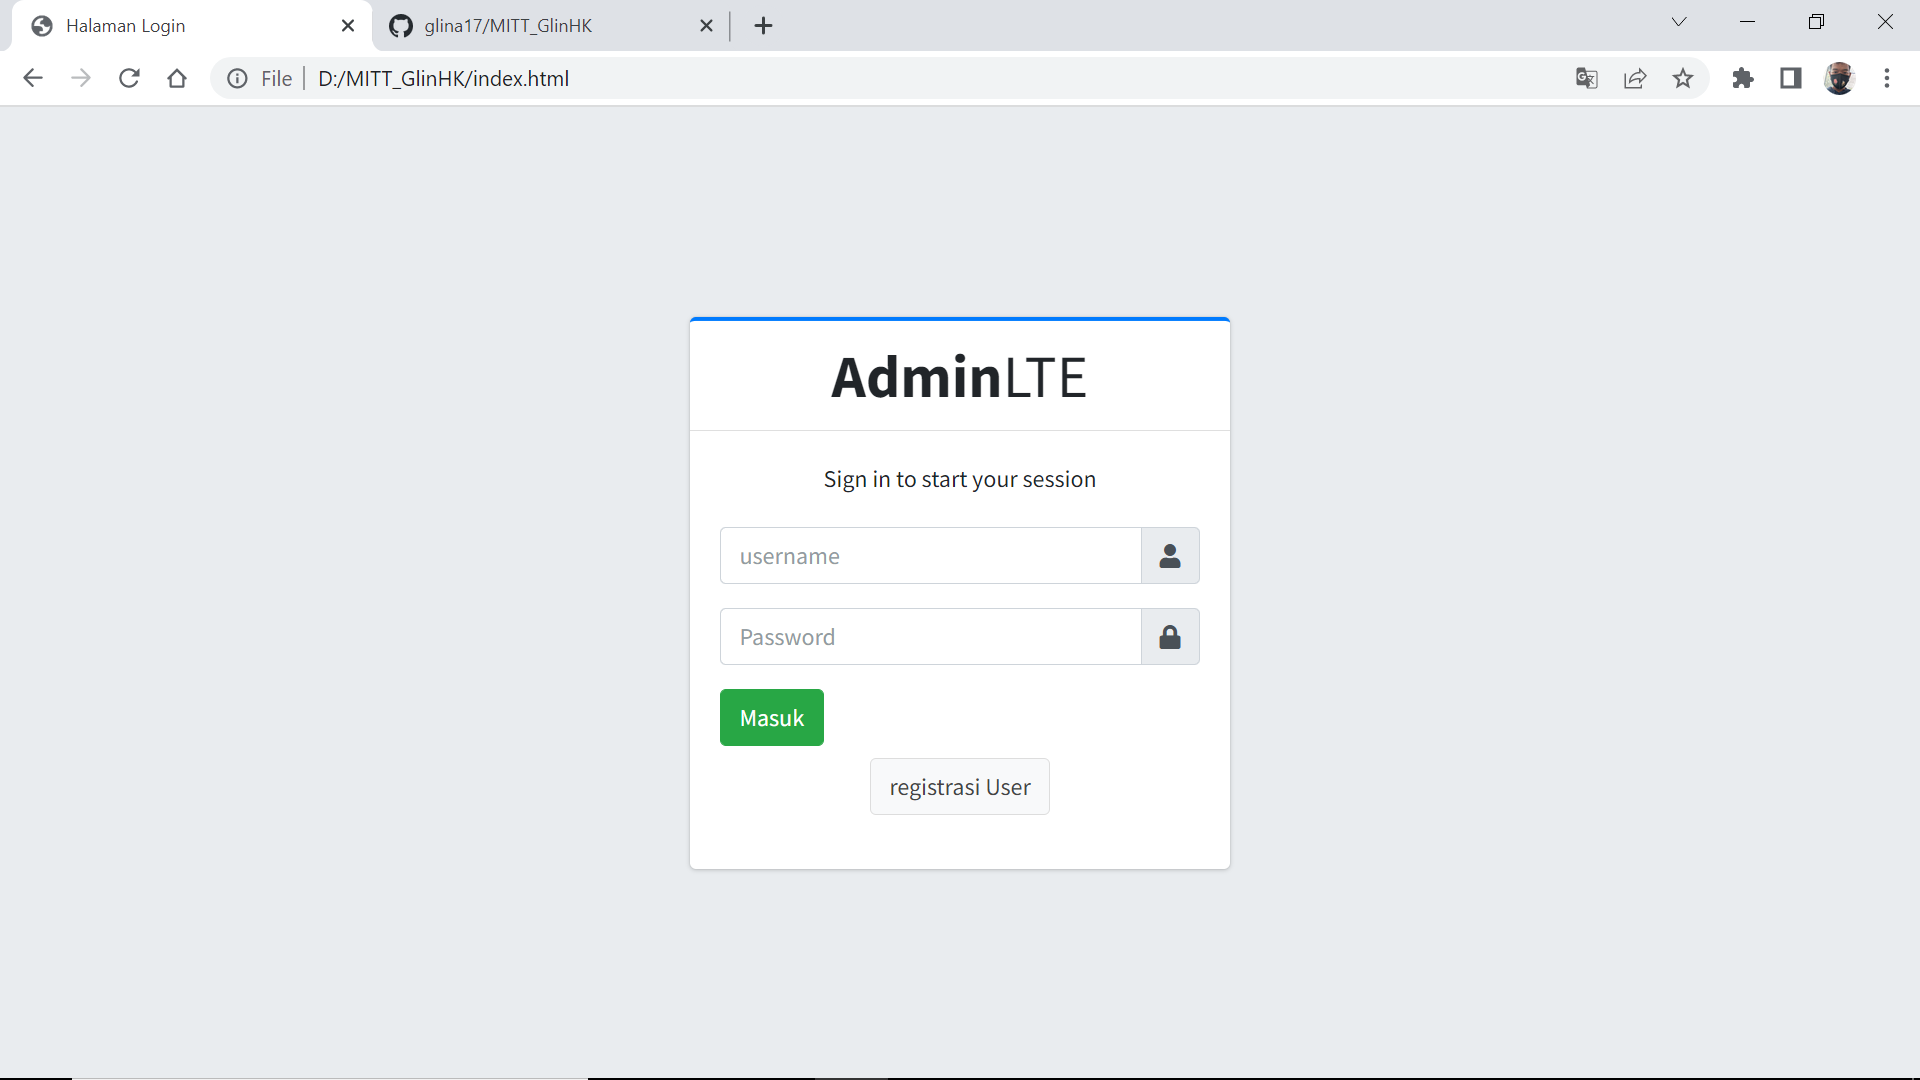 Halaman Login
glina17/MITT_GlinHK
File
D:/MITT_GlinHK/index.html
AdminLTE
Sign in to start your session
username
Password
Masuk
registrasi User